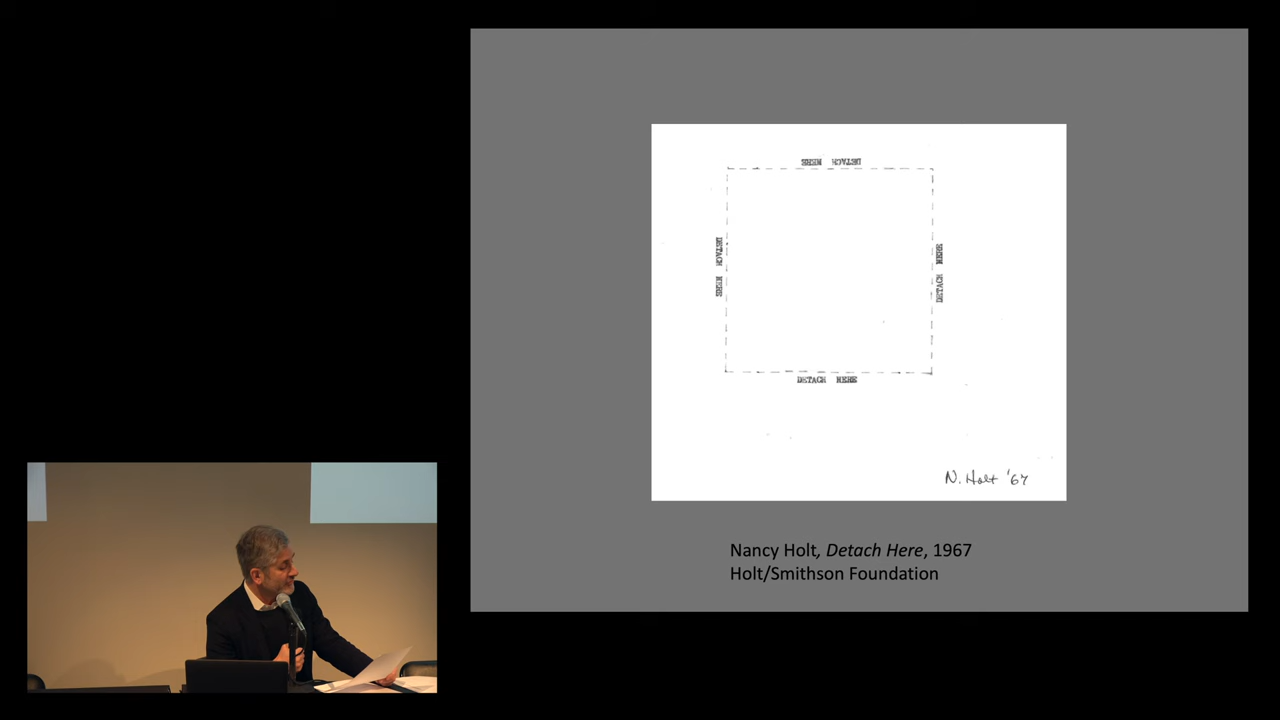 DETACH HERE
DETACH HERE
DETACH HERE
DETACH HERE
N. Holt '67
Nancy Holt, Detach Here, 1967
Holt/Smithson Foundation